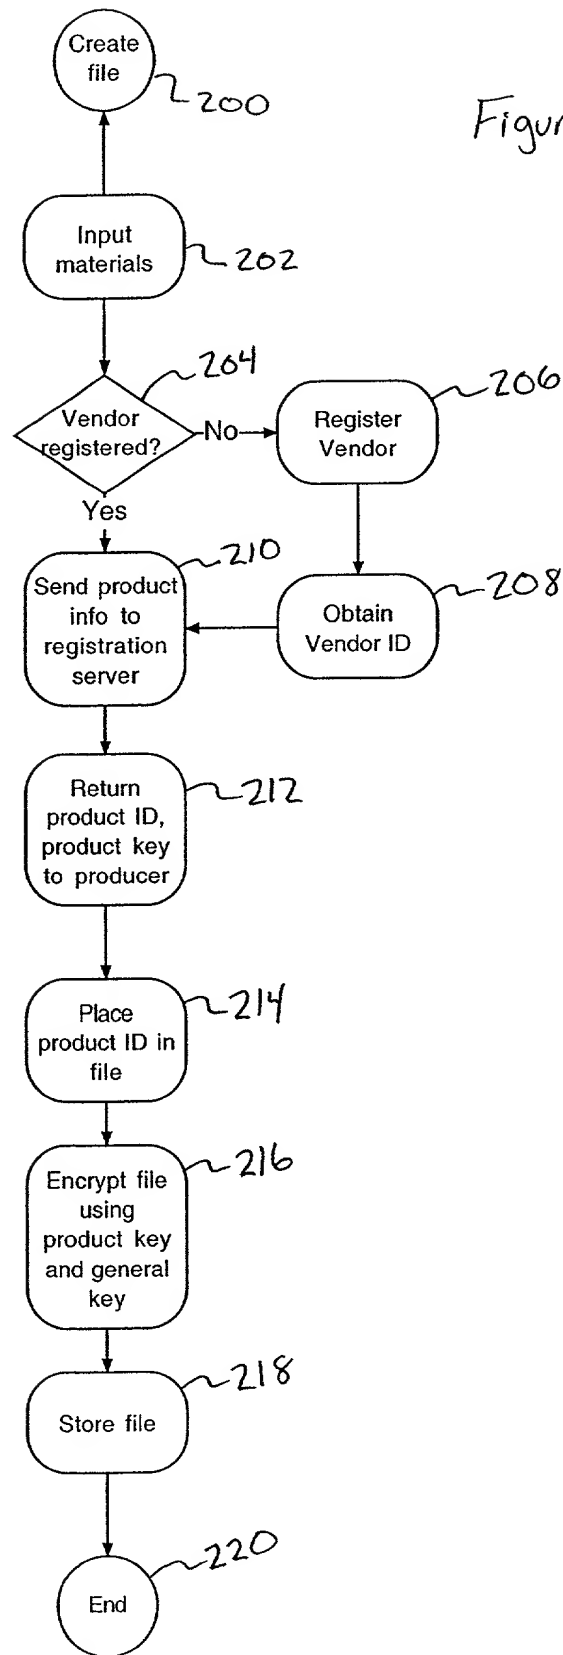 Create
file
200
Figur
Input
materials
202
204
Vendor
registered?
No
206
Register
Vendor
Yes
210
Send product
info to
registration
server
208
Obtain
Vendor ID
Return
product ID,
product key
to producer
212
Place
product ID in
file
214
Encrypt file
using
product key
and general
key
216
Store file
218
220
End